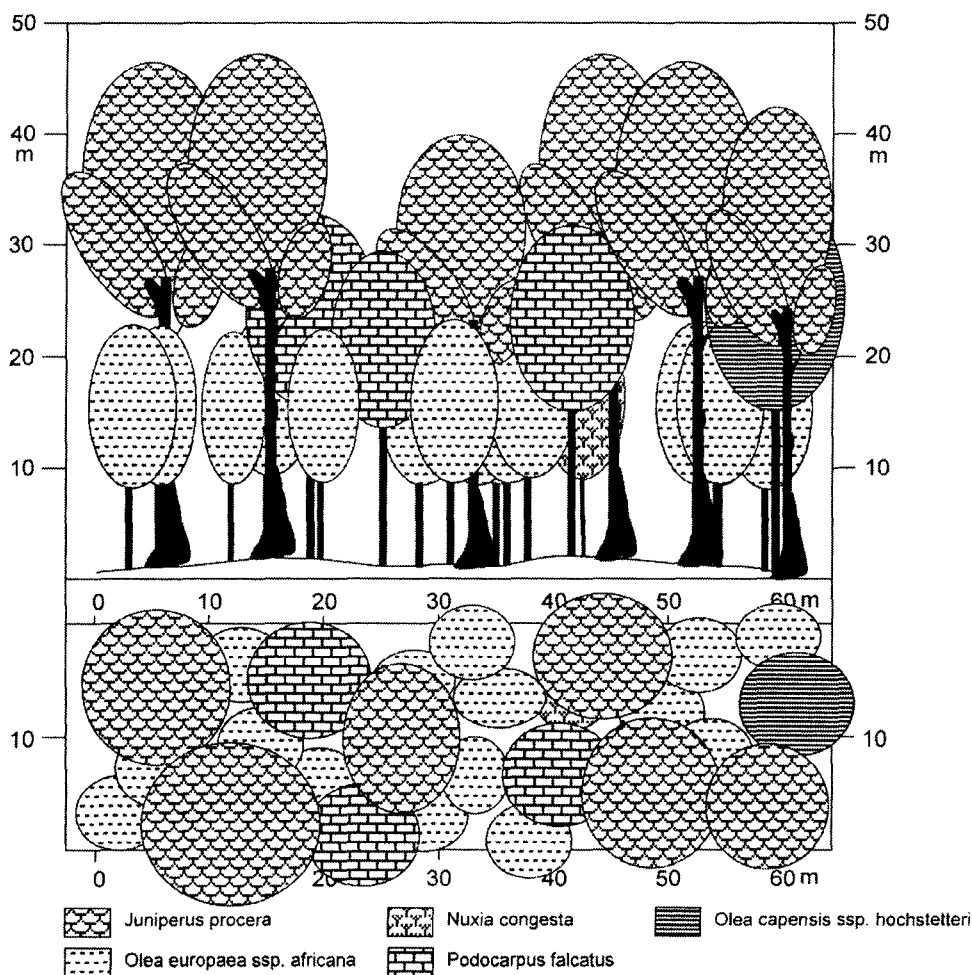 50 50
40 40
m m
30 30
20 20
10 10
0 10 20 30 40 50 60 m
10 10
0 20 30 40 50 60 m
Juniperus procera Nuxia congesta Olea capensis ssp. hochstetteri
Olea europaea ssp. africana Podocarpus falcatus